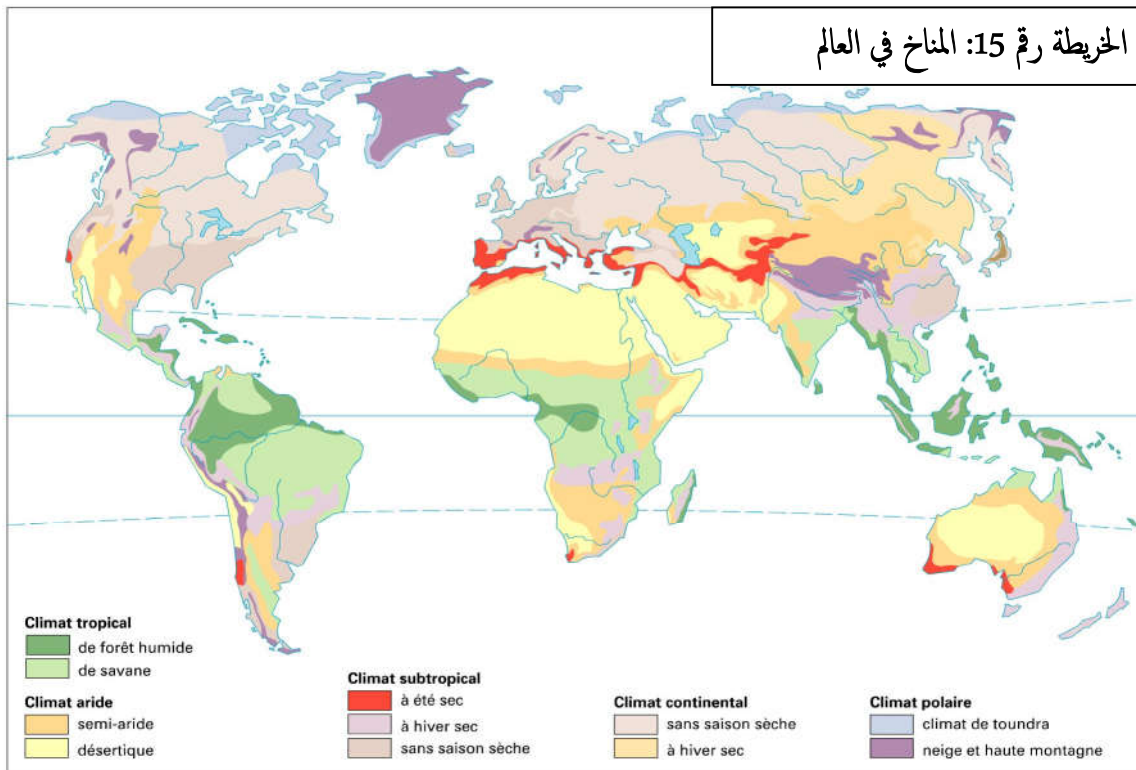 الخريطة رقم 15: المناخ في العالم
Climat tropical
de forêt humide
de savane
Climat aride
semi-aride
désertique
Climat subtropical
à été sec
à hiver sec
sans saison sèche
Climat continental
sans saison sèche
à hiver sec
Climat polaire
climat de toundra
neige et haute montagne